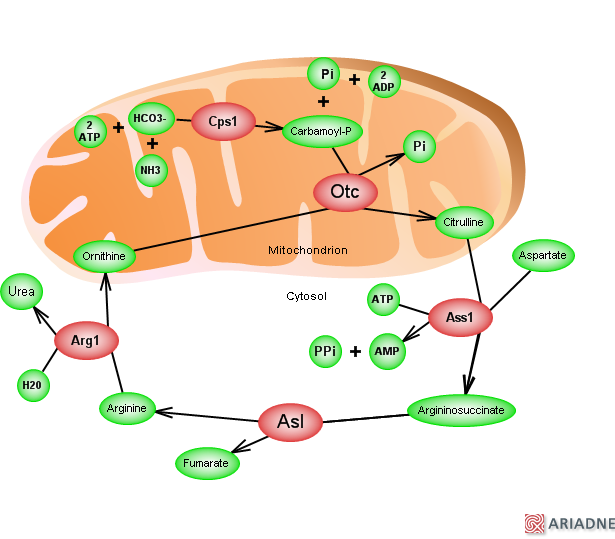 Pi
+
2
ADP
+
2
ATP
+
HCO3-
Cps1
Carbamoyl-P
+
NH3
Pi
Otc
Citrulline
Ornithine
Mitochondrion
Aspartate
Urea
Cytosol
ATP
Ass1
Arg1
PPi
+
AMP
H20
Arginine
Argininosuccinate
Asl
Fumarate
ARIADNE